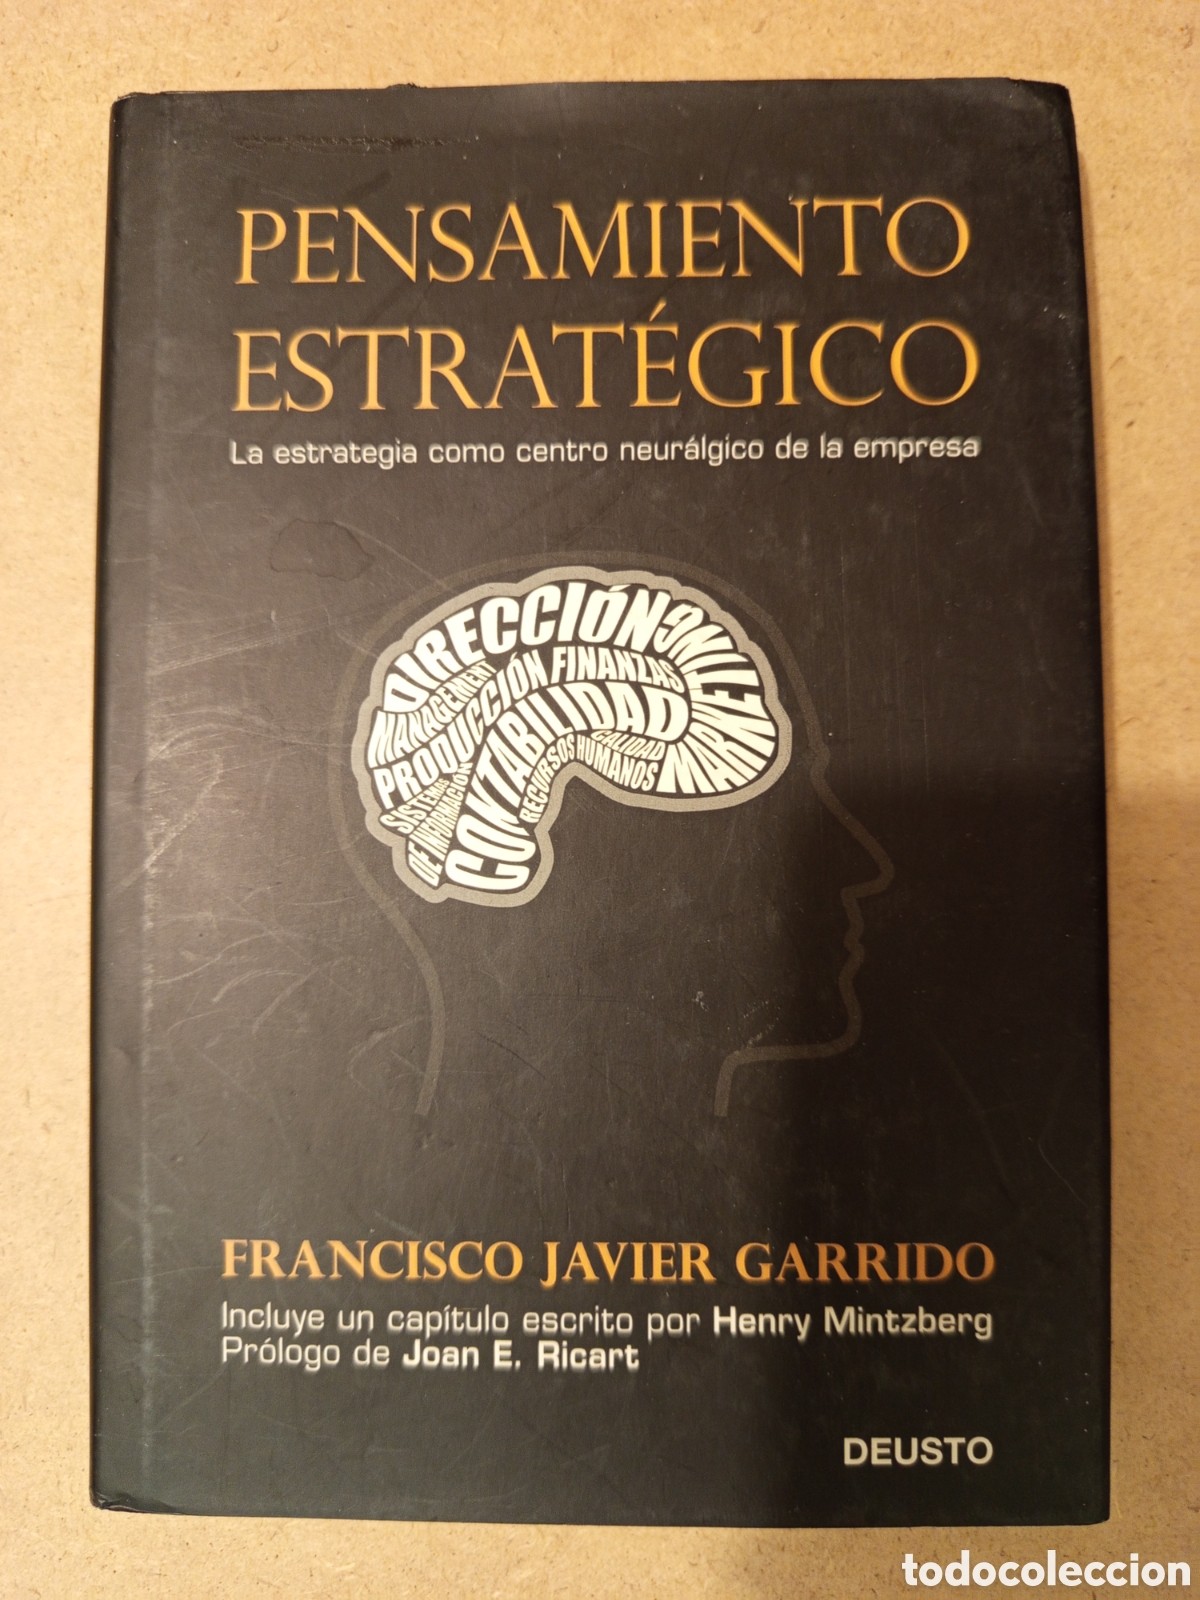 PENSAMIENTO
ESTRATÉGICO
La estrategia como centro neurálgico de la empresa
DIRECCIÓN
MARKETING
MANAGEMENT
PRODUCCIÓN
FINANZAS
CONTABILIDAD
CALIDAD
RECURSOS HUMANOS
SISTEMAS
DE INFORMACIÓN
FRANCISCO JAVIER GARRIDO
Incluye un capítulo escrito por Henry Mintzberg
Prólogo de Joan E. Ricart
DEUSTO
todocoleccion